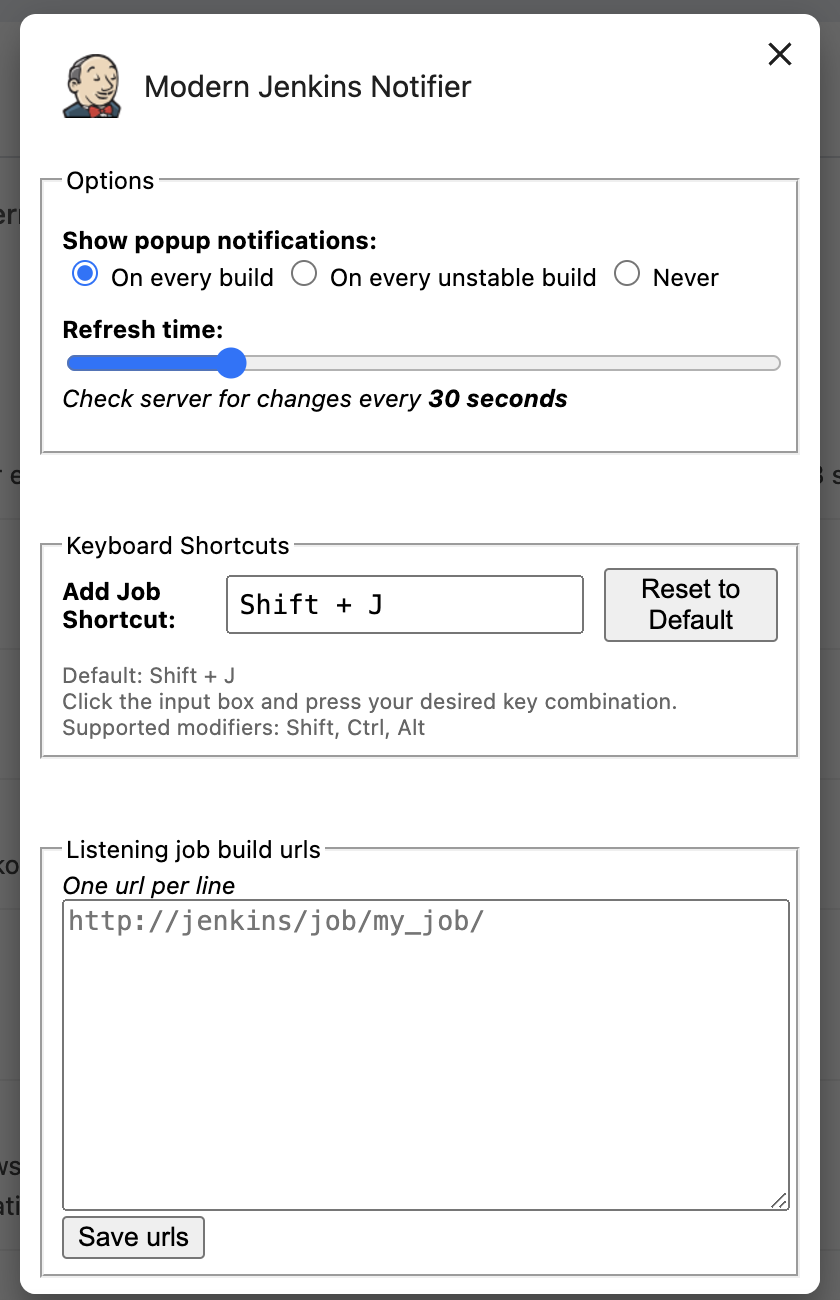 Modern Jenkins Notifier
Options
Show popup notifications:
On every build On every unstable build Never
Refresh time:
Check server for changes every 30 seconds
Keyboard Shortcuts
Add Job
Shortcut:
Shift + J
Reset to
Default
Default: Shift + J
Click the input box and press your desired key combination.
Supported modifiers: Shift, Ctrl, Alt
Listening job build urls
One url per line
http://jenkins/job/my_job/
Save urls